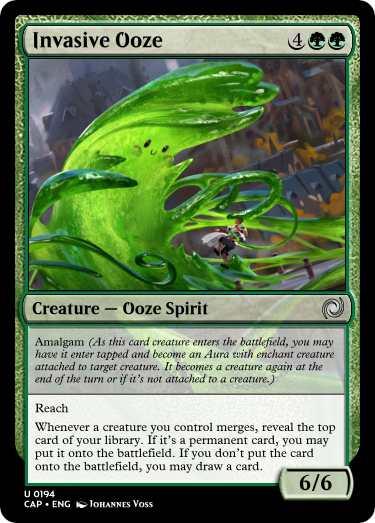 Invasive Ooze 4
Creature — Ooze Spirit
Amalgam (As this card creature enters the battlefield, you may
have it enter tapped and become an Aura with enchant creature
attached to target creature. It becomes a creature again at the
end of the turn or if it's not attached to a creature.)
Reach
Whenever a creature you control merges, reveal the top
card of your library. If it's a permanent card, you may
put it onto the battlefield. If you don't put the card
onto the battlefield, you may draw a card.
6/6
U 0194
CAP • ENG Johannes Voss